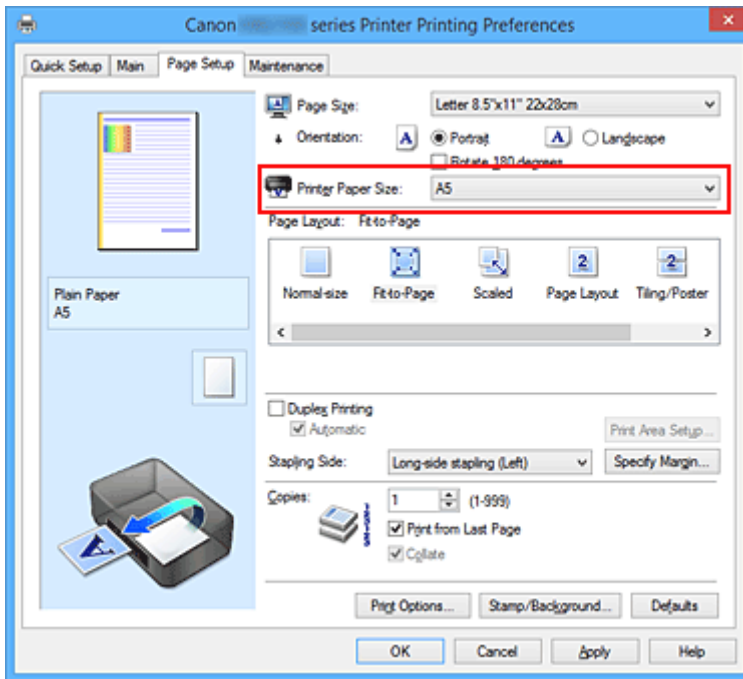 Canon series Printer Printing Preferences
Quick Setup Main Page Setup Maintenance
Page Size: Letter 8.5"x11" 22x28cm
Orientation: A Portrait A Landscape
Rotate 180 degrees
Printer Paper Size: A5
Page Layout: Fit-to-Page
Normal-size Fit-to-Page Scaled Page Layout Tiling/Poster
Plain Paper
A5
Duplex Printing
Automatic
Print Area Setup...
Stapling Side: Long-side stapling (Left) Specify Margin...
Copies: 1 (1-999)
Print from Last Page
Collate
Print Options... Stamp/Background... Defaults
OK Cancel Apply Help